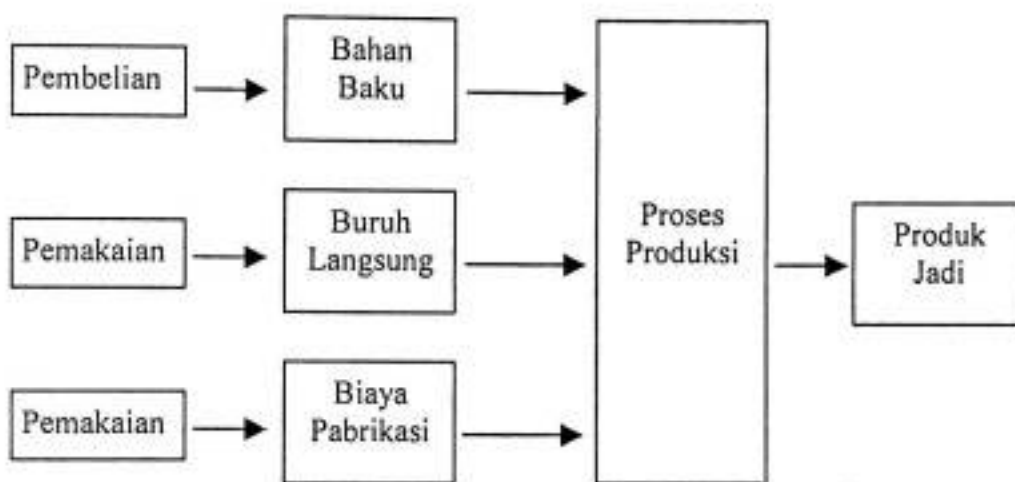 Pembelian
Bahan
Baku
Pemakaian
Buruh
Langsung
Pemakaian
Biaya
Pabrikasi
Proses
Produksi
Produk
Jadi